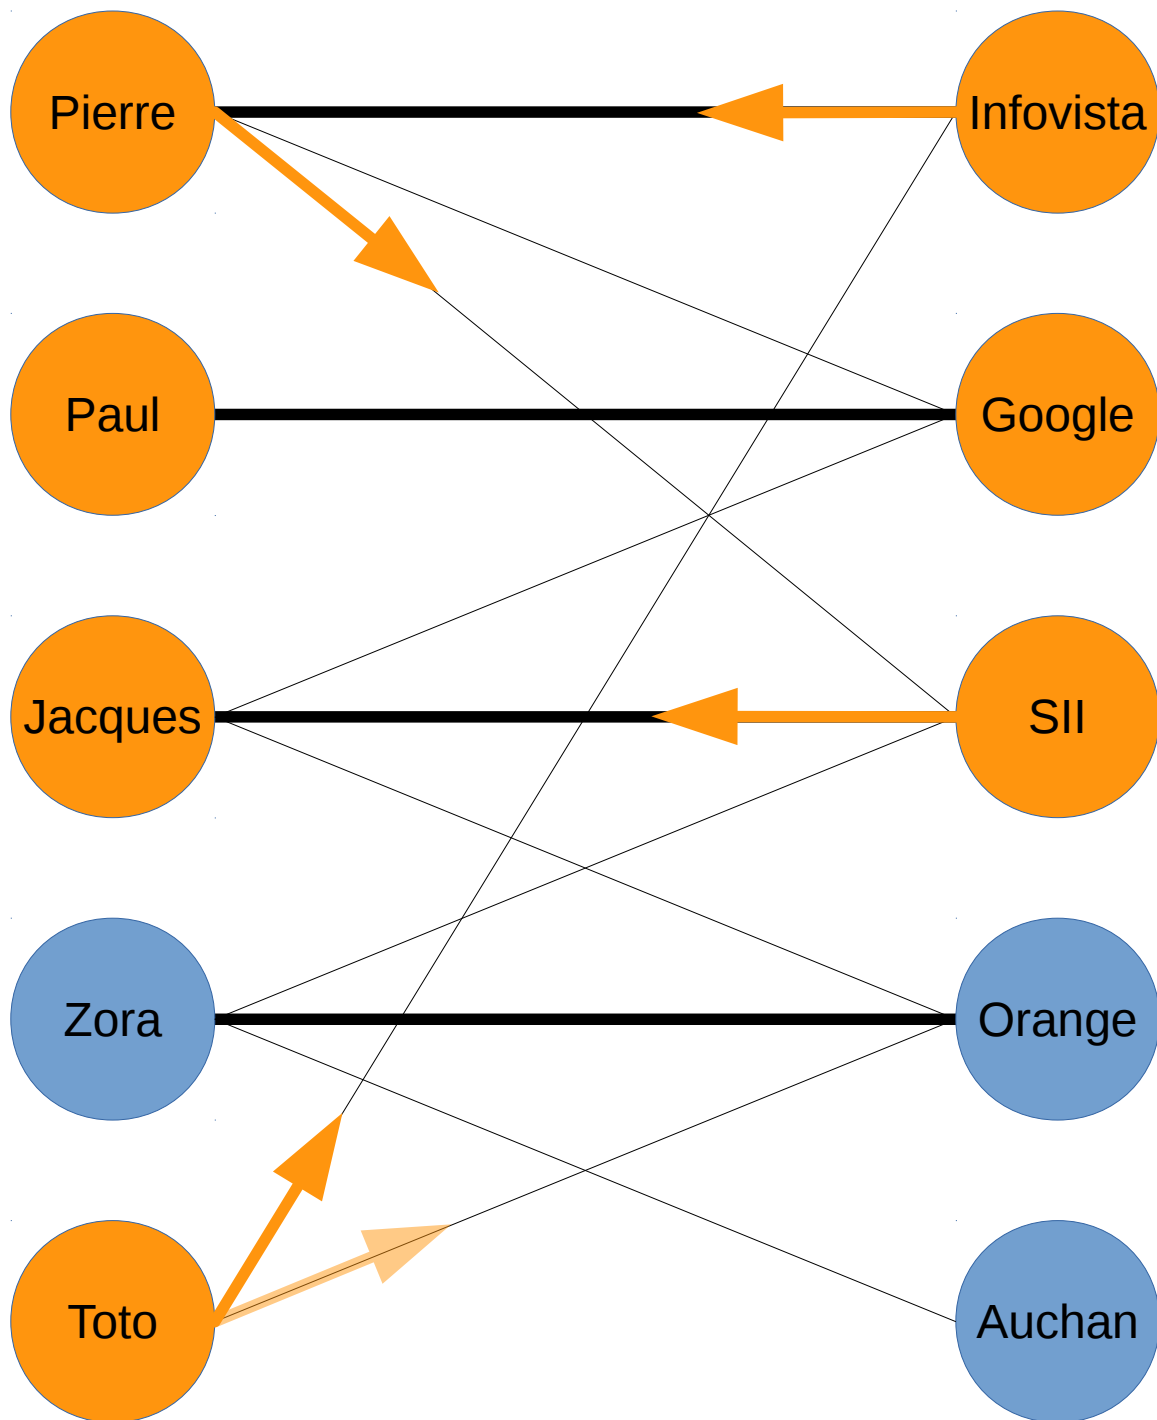 Pierre
Infovista
Paul
Google
Jacques
SII
Zora
Orange
Toto
Auchan